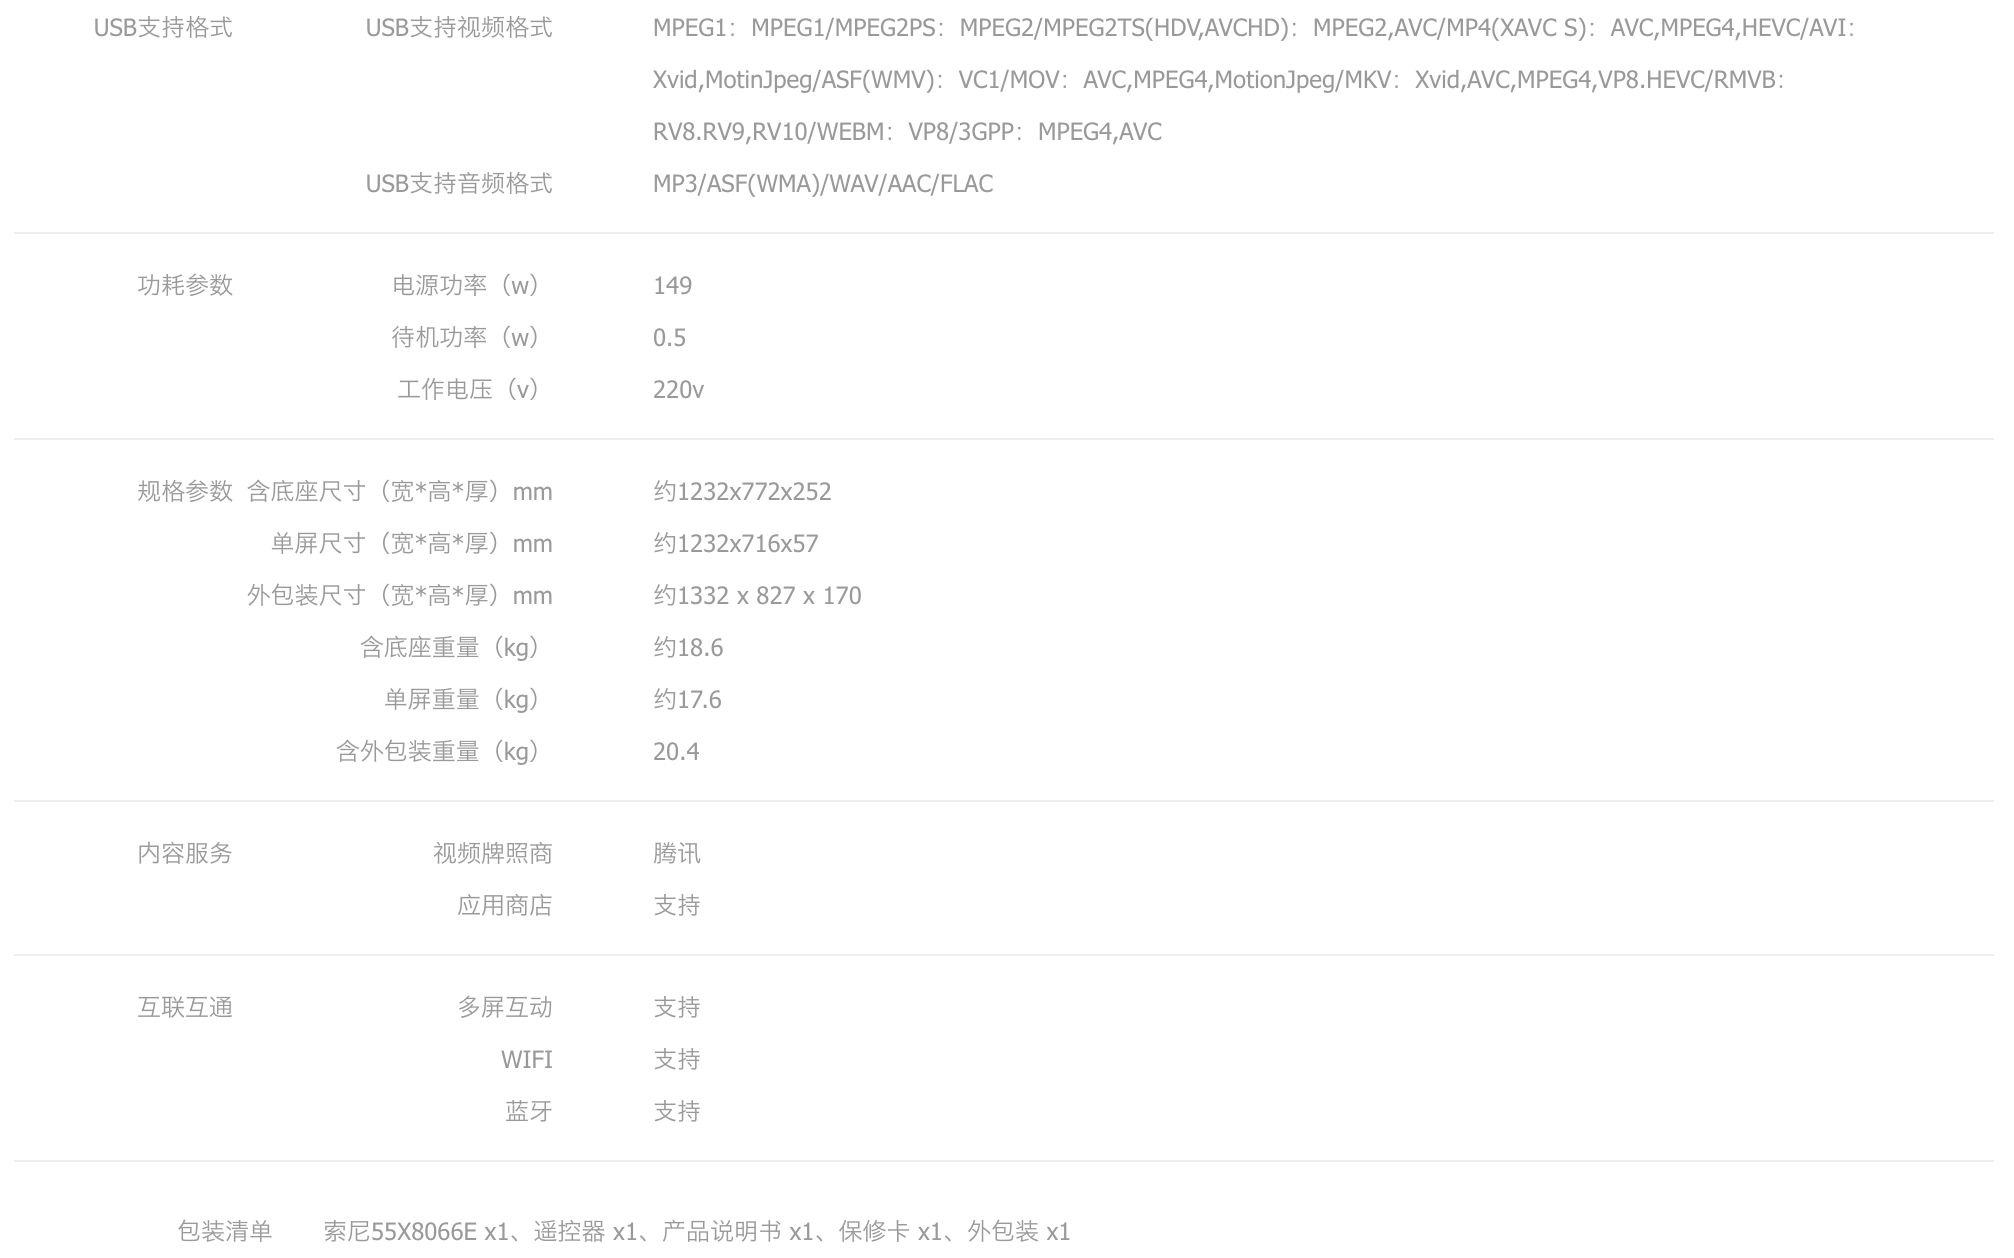 USB支持格式 USB支持视频格式 MPEG1：MPEG1/MPEG2PS：MPEG2/MPEG2TS(HDV,AVCHD)：MPEG2,AVC/MP4(XAVC S)：AVC,MPEG4,HEVC/AVI：
Xvid,MotinJpeg/ASF(WMV)：VC1/MOV：AVC,MPEG4,MotionJpeg/MKV：Xvid,AVC,MPEG4,VP8.HEVC/RMVB：
RV8.RV9,RV10/WEBM：VP8/3GPP：MPEG4,AVC
USB支持音频格式 MP3/ASF(WMA)/WAV/AAC/FLAC
功耗参数 电源功率（w） 149
待机功率（w） 0.5
工作电压（v） 220v
规格参数 含底座尺寸（宽*高*厚）mm 约1232x772x252
单屏尺寸（宽*高*厚）mm 约1232x716x57
外包装尺寸（宽*高*厚）mm 约1332 x 827 x 170
含底座重量（kg） 约18.6
单屏重量（kg） 约17.6
含外包装重量（kg） 20.4
内容服务 视频牌照商 腾讯
应用商店 支持
互联互通 多屏互动 支持
WIFI 支持
蓝牙 支持
包装清单 索尼55X8066E x1、遥控器 x1、产品说明书 x1、保修卡 x1、外包装 x1